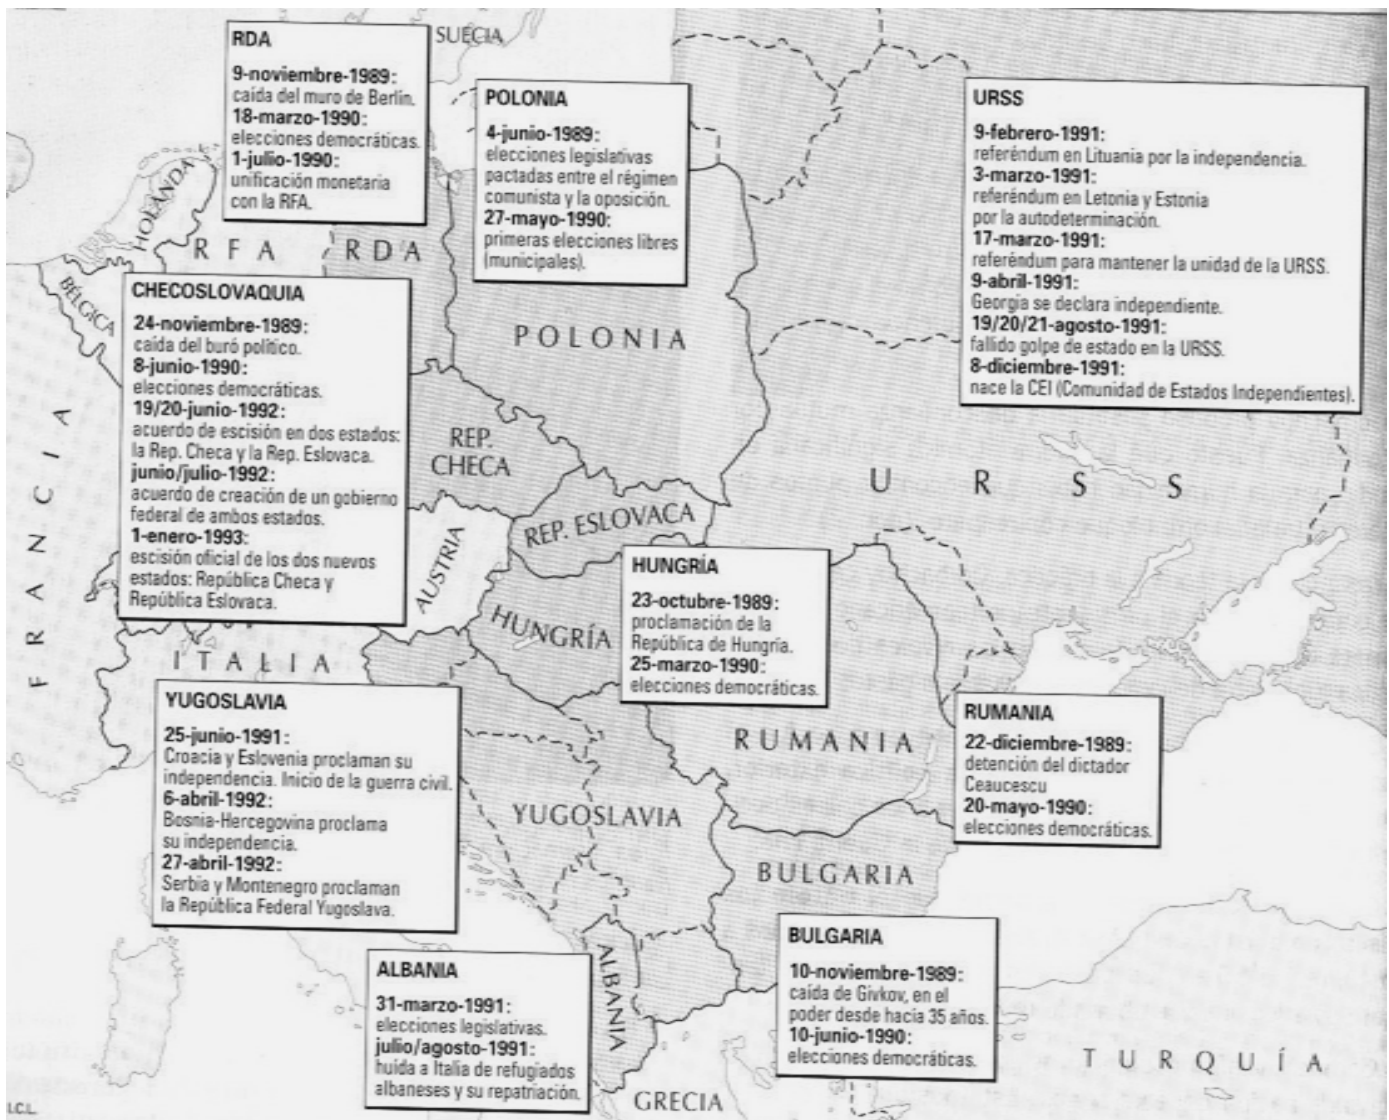 RDA
9-noviembre-1989:
caída del muro de Berlín.
18-marzo-1990:
elecciones democráticas.
1-julio-1990:
unificación monetaria
con la RFA.
SUECIA
POLONIA
4-junio-1989:
elecciones legislativas
pactadas entre el régimen
comunista y la oposición.
27-mayo-1990:
primeras elecciones libres
(municipales).
URSS
9-febrero-1991:
referéndum en Lituania por la independencia.
3-marzo-1991:
referéndum en Letonia y Estonia
por la autodeterminación.
17-marzo-1991:
referéndum para mantener la unidad de la URSS.
9-abril-1991:
Georgia se declara independiente.
19/20/21-agosto-1991:
fallido golpe de estado en la URSS.
8-diciembre-1991:
nace la CEI (Comunidad de Estados Independientes).
HOLANDA
RFA
RDA
BÉLGICA
CHECOSLOVAQUIA
24-noviembre-1989:
caída del buró político.
8-junio-1990:
elecciones democráticas.
19/20-junio-1992:
acuerdo de escisión en dos estados:
la Rep. Checa y la Rep. Eslovaca.
junio/julio-1992:
acuerdo de creación de un gobierno
federal de ambos estados.
1-enero-1993:
escisión oficial de los dos nuevos
estados: República Checa y
República Eslovaca.
POLONIA
FRANCIA
REP.
CHECA
URSS
REP. ESLOVACA
AUSTRIA
HUNGRÍA
HUNGRÍA
23-octubre-1989:
proclamación de la
República de Hungría.
25-marzo-1990:
elecciones democráticas.
ITALIA
YUGOSLAVIA
25-junio-1991:
Croacia y Eslovenia proclaman su
independencia. Inicio de la guerra civil.
6-abril-1992:
Bosnia-Hercegovina proclama
su independencia.
27-abril-1992:
Serbia y Montenegro proclaman
la República Federal Yugoslava.
RUMANIA
RUMANIA
22-diciembre-1989:
detención del dictador
Ceaucescu
20-mayo-1990:
elecciones democráticas.
YUGOSLAVIA
BULGARIA
BULGARIA
10-noviembre-1989:
caída de Givkov, en el
poder desde hacía 35 años.
10-junio-1990:
elecciones democráticas.
ALBANIA
31-marzo-1991:
elecciones legislativas.
julio/agosto-1991:
huida a Italia de refugiados
albaneses y su repatriación.
ALBANIA
GRECIA
TURQUÍA
I.C.L.